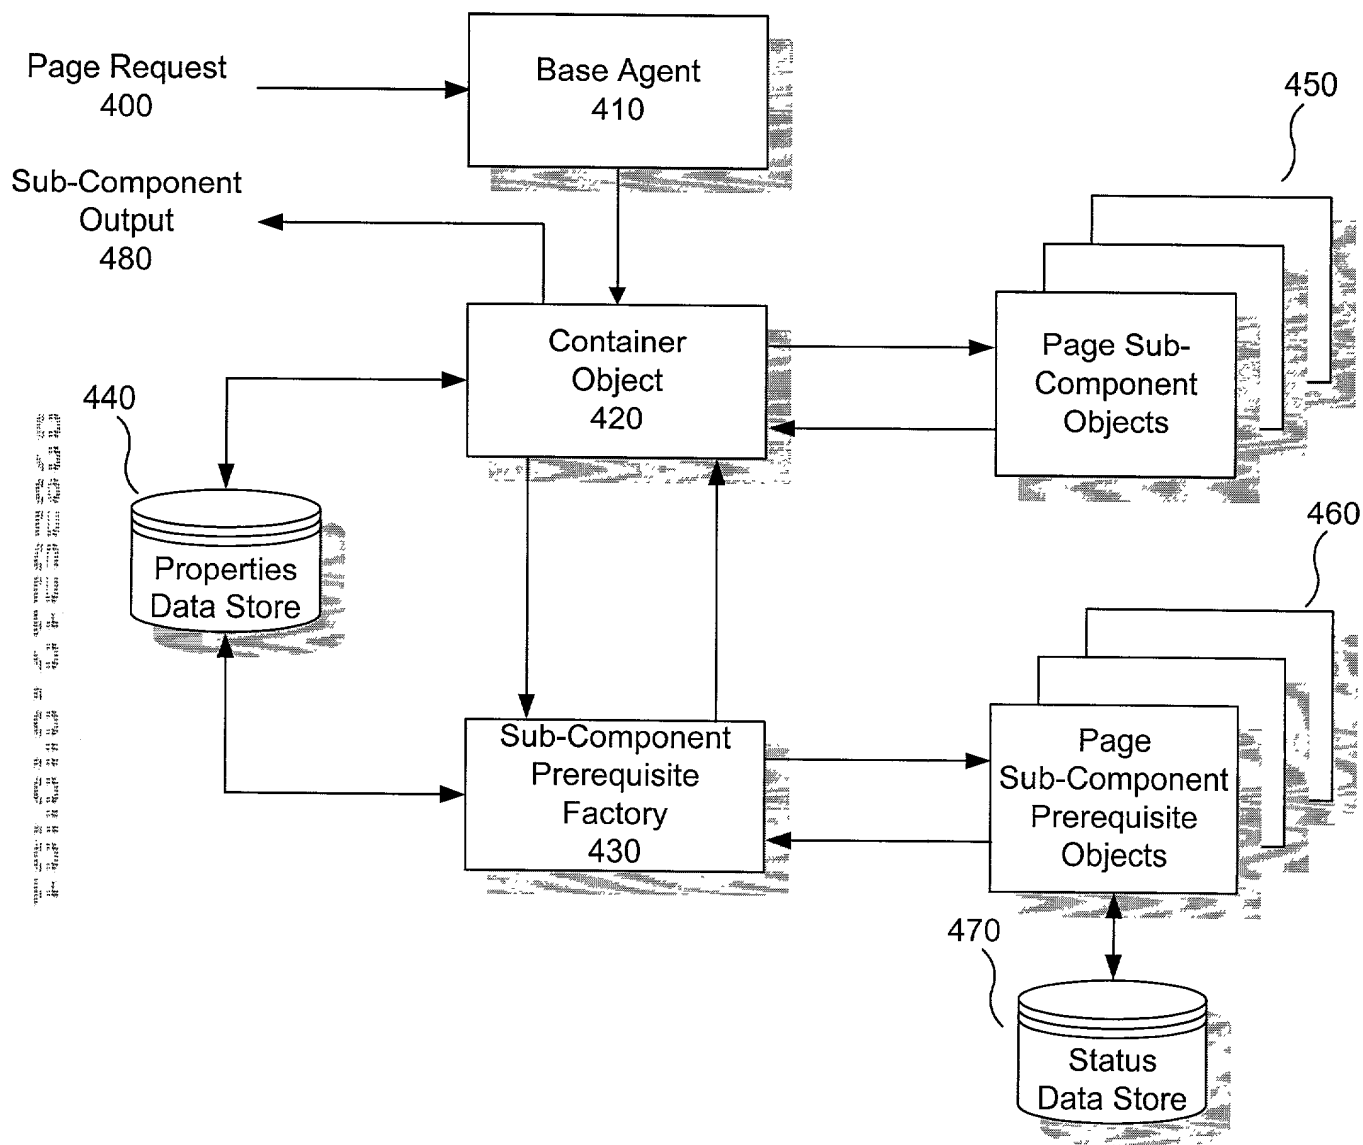 Page Request
400
Base Agent
410
450
Sub-Component
Output
480
Container
Object
420
Page Sub-
Component
Objects
440
Properties
Data Store
460
Sub-Component
Prerequisite
Factory
430
Page
Sub-Component
Prerequisite
Objects
470
Status
Data Store